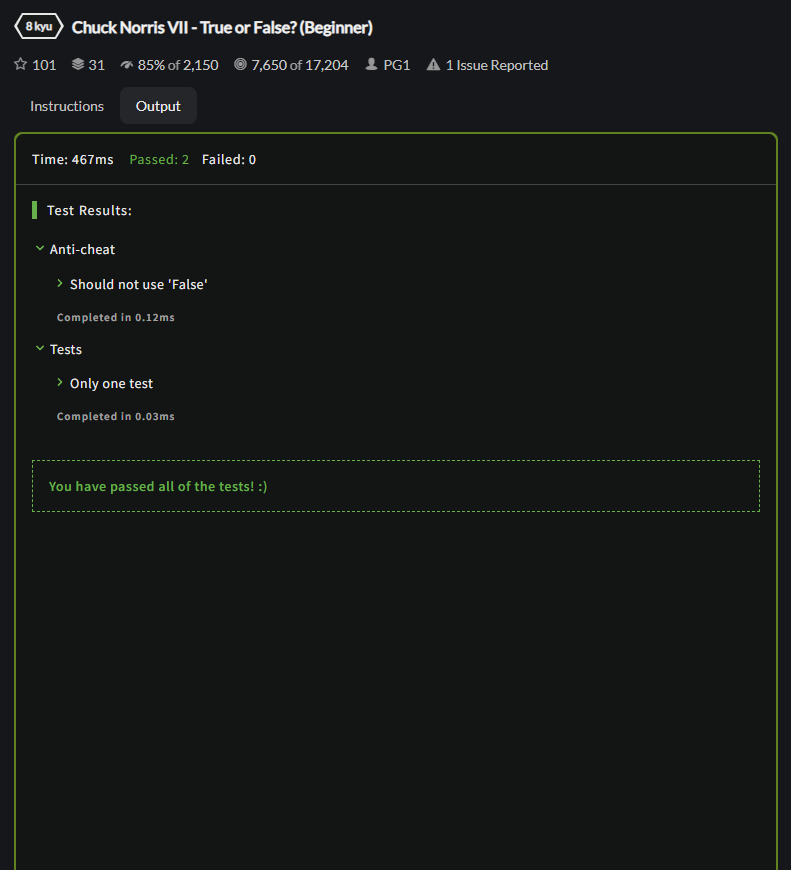 8 kyu Chuck Norris VII - True or False? (Beginner)
101 31 85% of 2,150 7,650 of 17,204 PG1 1 Issue Reported
Instructions Output
Time: 467ms Passed: 2 Failed: 0
Test Results:
Anti-cheat
Should not use 'False'
Completed in 0.12ms
Tests
Only one test
Completed in 0.03ms
You have passed all of the tests! :)